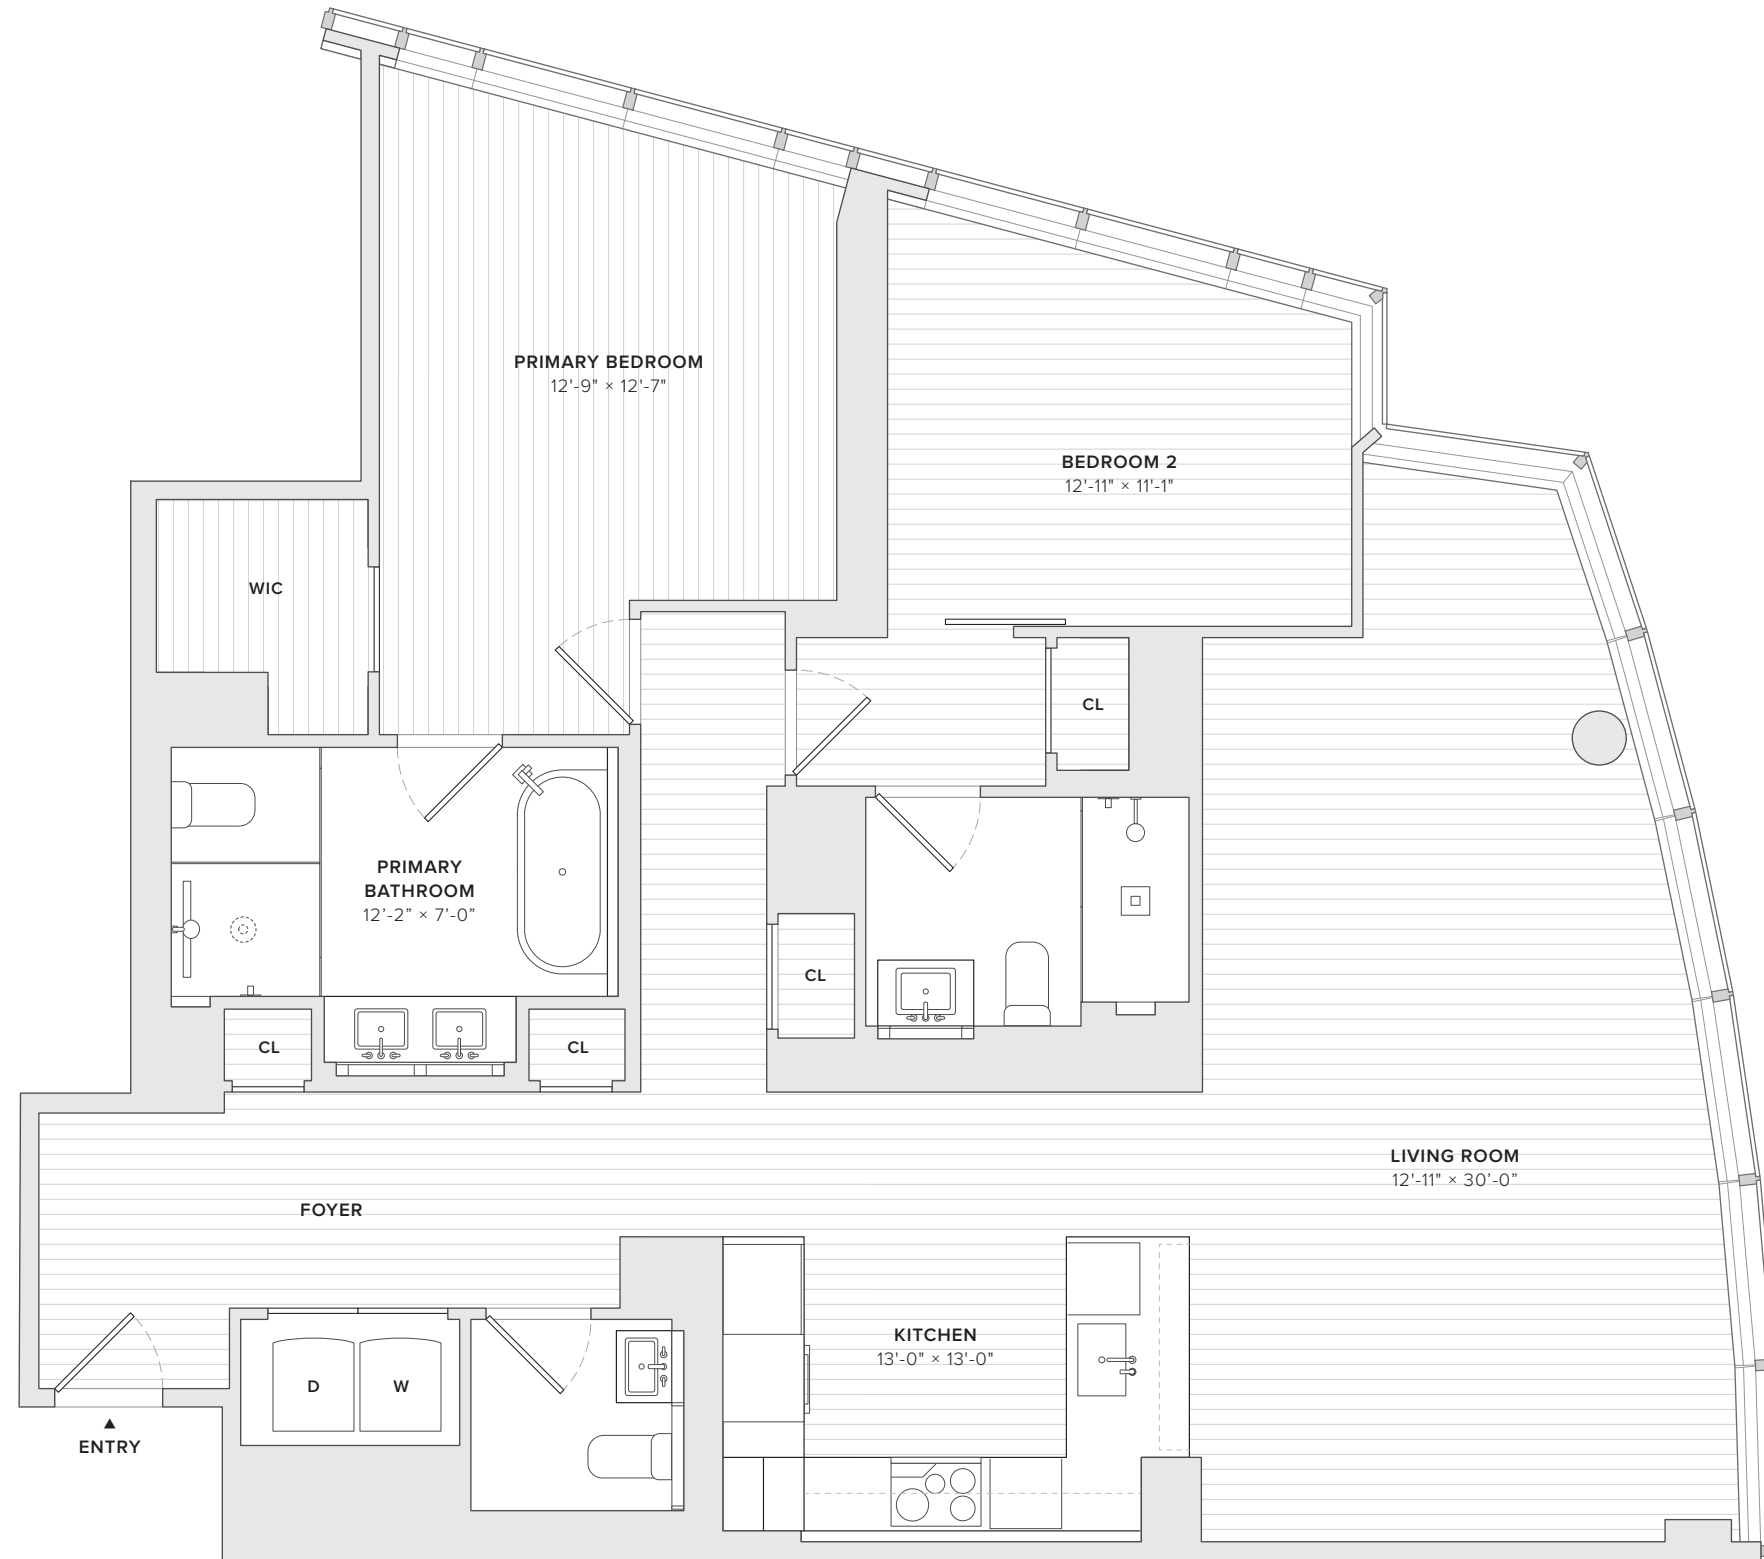 PRIMARY BEDROOM
12'-9" × 12'-7"
BEDROOM 2
12'-11" × 11'-1"
WIC
CL
PRIMARY
BATHROOM
12'-2” × 7'-0”
CL
CL
CL
LIVING ROOM
12'-11" × 30'-0”
FOYER
KITCHEN
13'-0" × 13'-0"
D
W
ENTRY